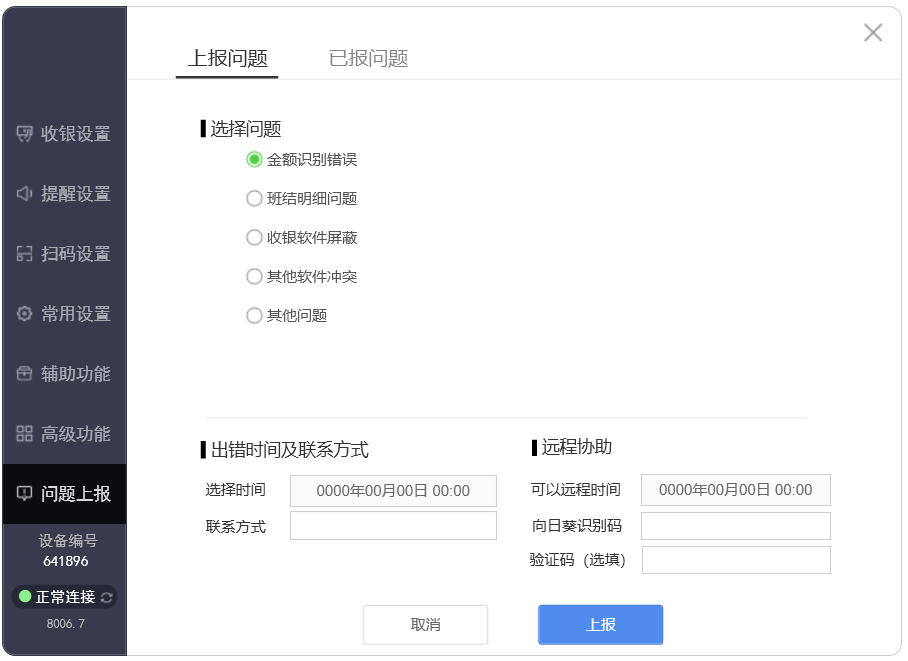 上报问题
已报问题
收银设置
提醒设置
扫码设置
常用设置
辅助功能
高级功能
问题上报
设备编号
641896
正常连接
8006.7
选择问题
金额识别错误
班结明细问题
收银软件屏蔽
其他软件冲突
其他问题
出错时间及联系方式
选择时间 0000年00月00日 00:00
联系方式
远程协助
可以远程时间 0000年00月00日 00:00
向日葵识别码
验证码（选填）
取消
上报